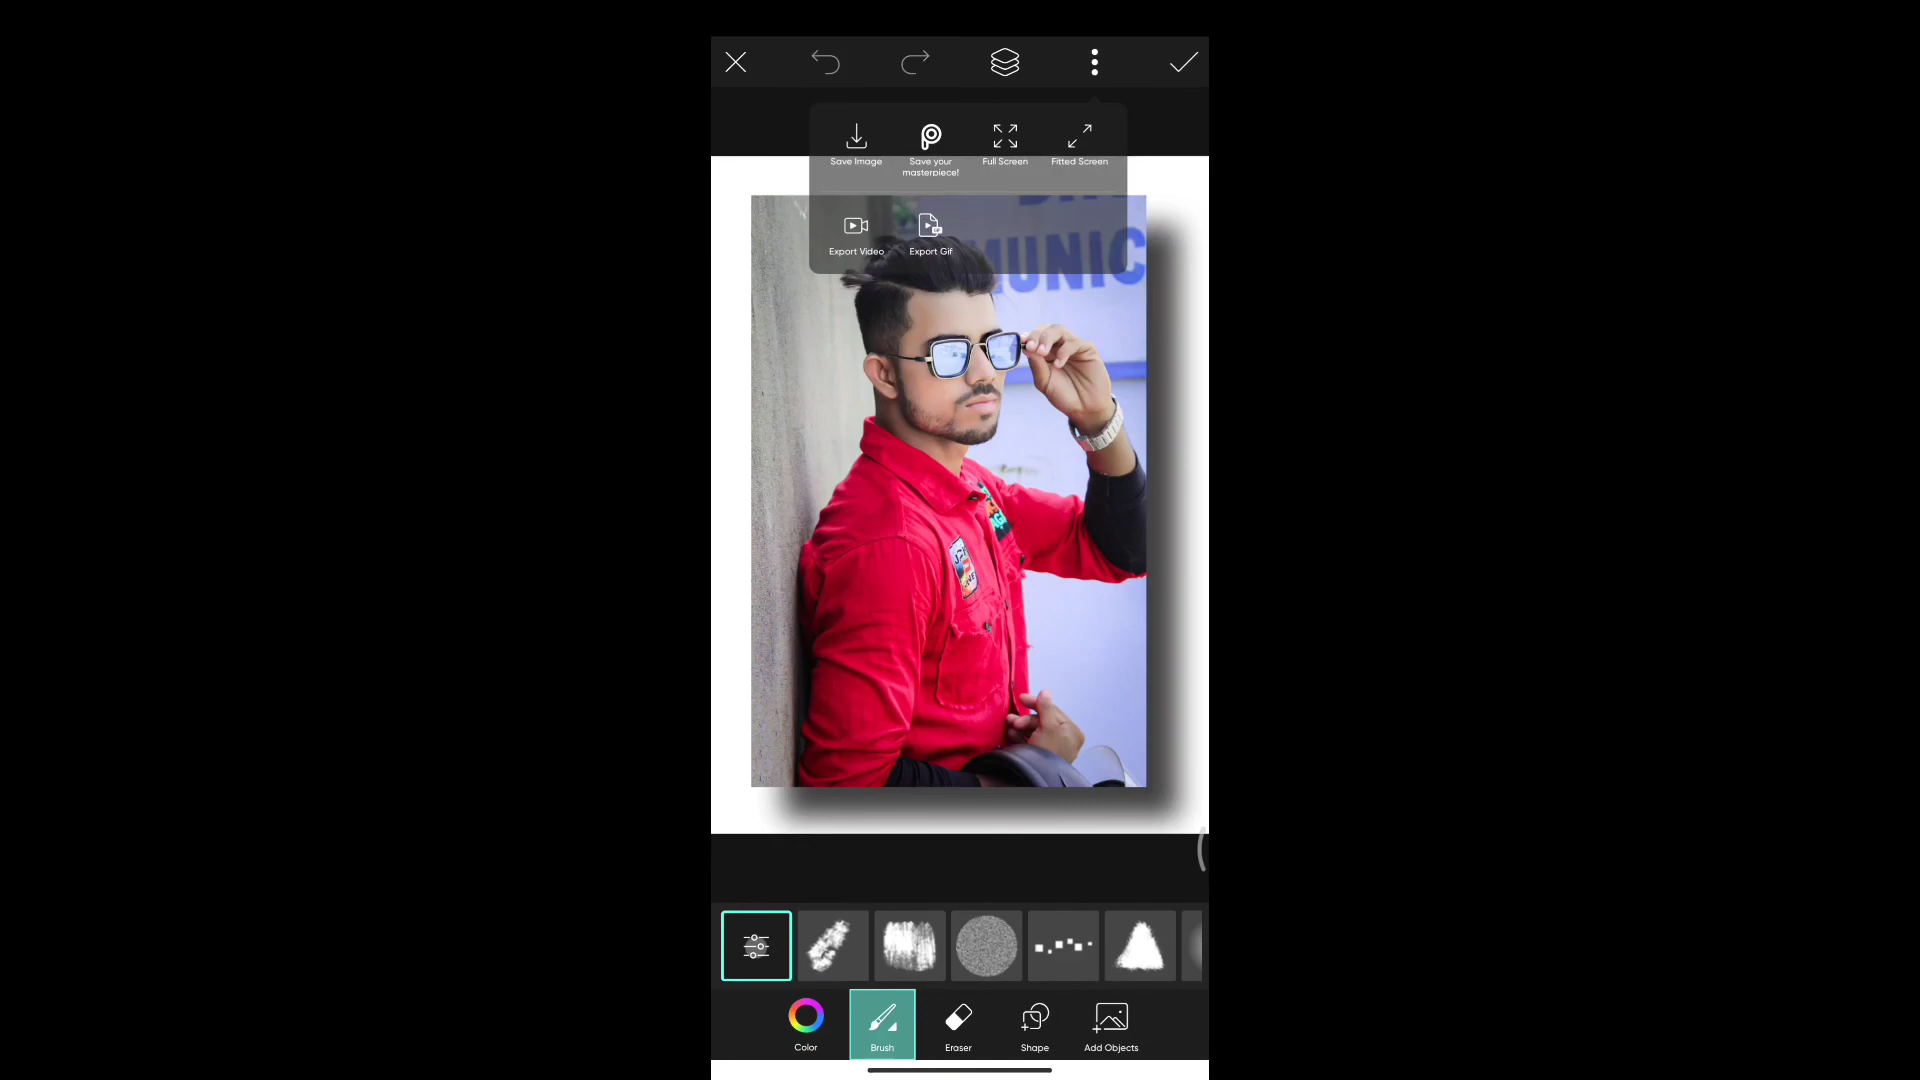 Save Image
Save your
masterpiece!
Full Screen
Fitted Screen
Export Video
Export Gif
MUNIC
Color
Brush
Eraser
Shape
Add Objects